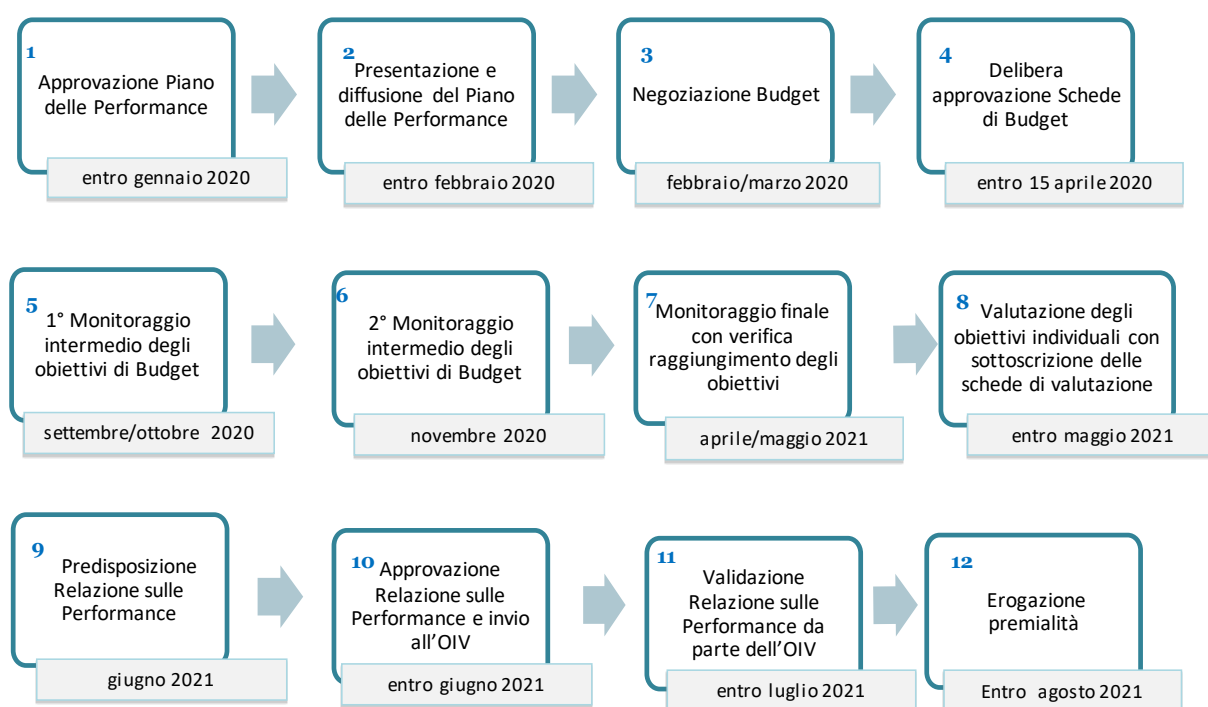 1
Approvazione Piano
delle Performance
entro gennaio 2020
2
Presentazione e
diffusione del Piano
delle Performance
entro febbraio 2020
3
Negoziazione Budget
febbraio/marzo 2020
4
Delibera
approvazione Schede
di Budget
entro 15 aprile 2020
5
1° Monitoraggio
intermedio degli
obiettivi di Budget
settembre/ottobre 2020
6
2° Monitoraggio
intermedio degli
obiettivi di Budget
novembre 2020
7
Monitoraggio finale
con verifica
raggiungimento degli
obiettivi
aprile/maggio 2021
8
Valutazione degli
obiettivi individuali con
sottoscrizione delle
schede di valutazione
entro maggio 2021
9
Predisposizione
Relazione sulle
Performance
giugno 2021
10
Approvazione
Relazione sulle
Performance e invio
all'OIV
entro giugno 2021
11
Validazione
Relazione sulle
Performance da
parte dell'OIV
entro luglio 2021
12
Erogazione
premialità
Entro agosto 2021